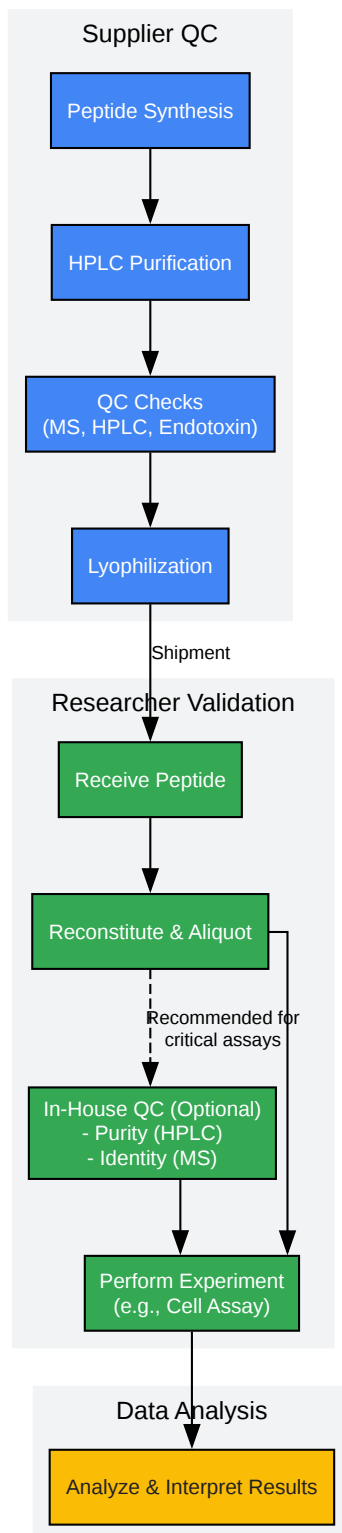 Supplier QC
Peptide Synthesis
HPLC Purification
QC Checks
(MS, HPLC, Endotoxin)
Lyophilization
Shipment
Researcher Validation
Receive Peptide
Reconstitute & Aliquot
Recommended for
critical assays
In-House QC (Optional)
- Purity (HPLC)
- Identity (MS)
Perform Experiment
(e.g., Cell Assay)
Data Analysis
Analyze & Interpret Results